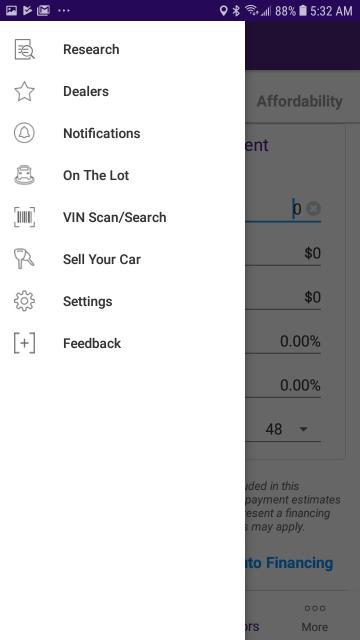 88% 5:32 AM
Research
Dealers
Affordability
Notifications
ent
On The Lot
0
VIN Scan/Search
$0
Sell Your Car
$0
Settings
0.00%
Feedback
0.00%
48
uded in this
payment estimates
resent a financing
s may apply.
uto Financing
ors
More